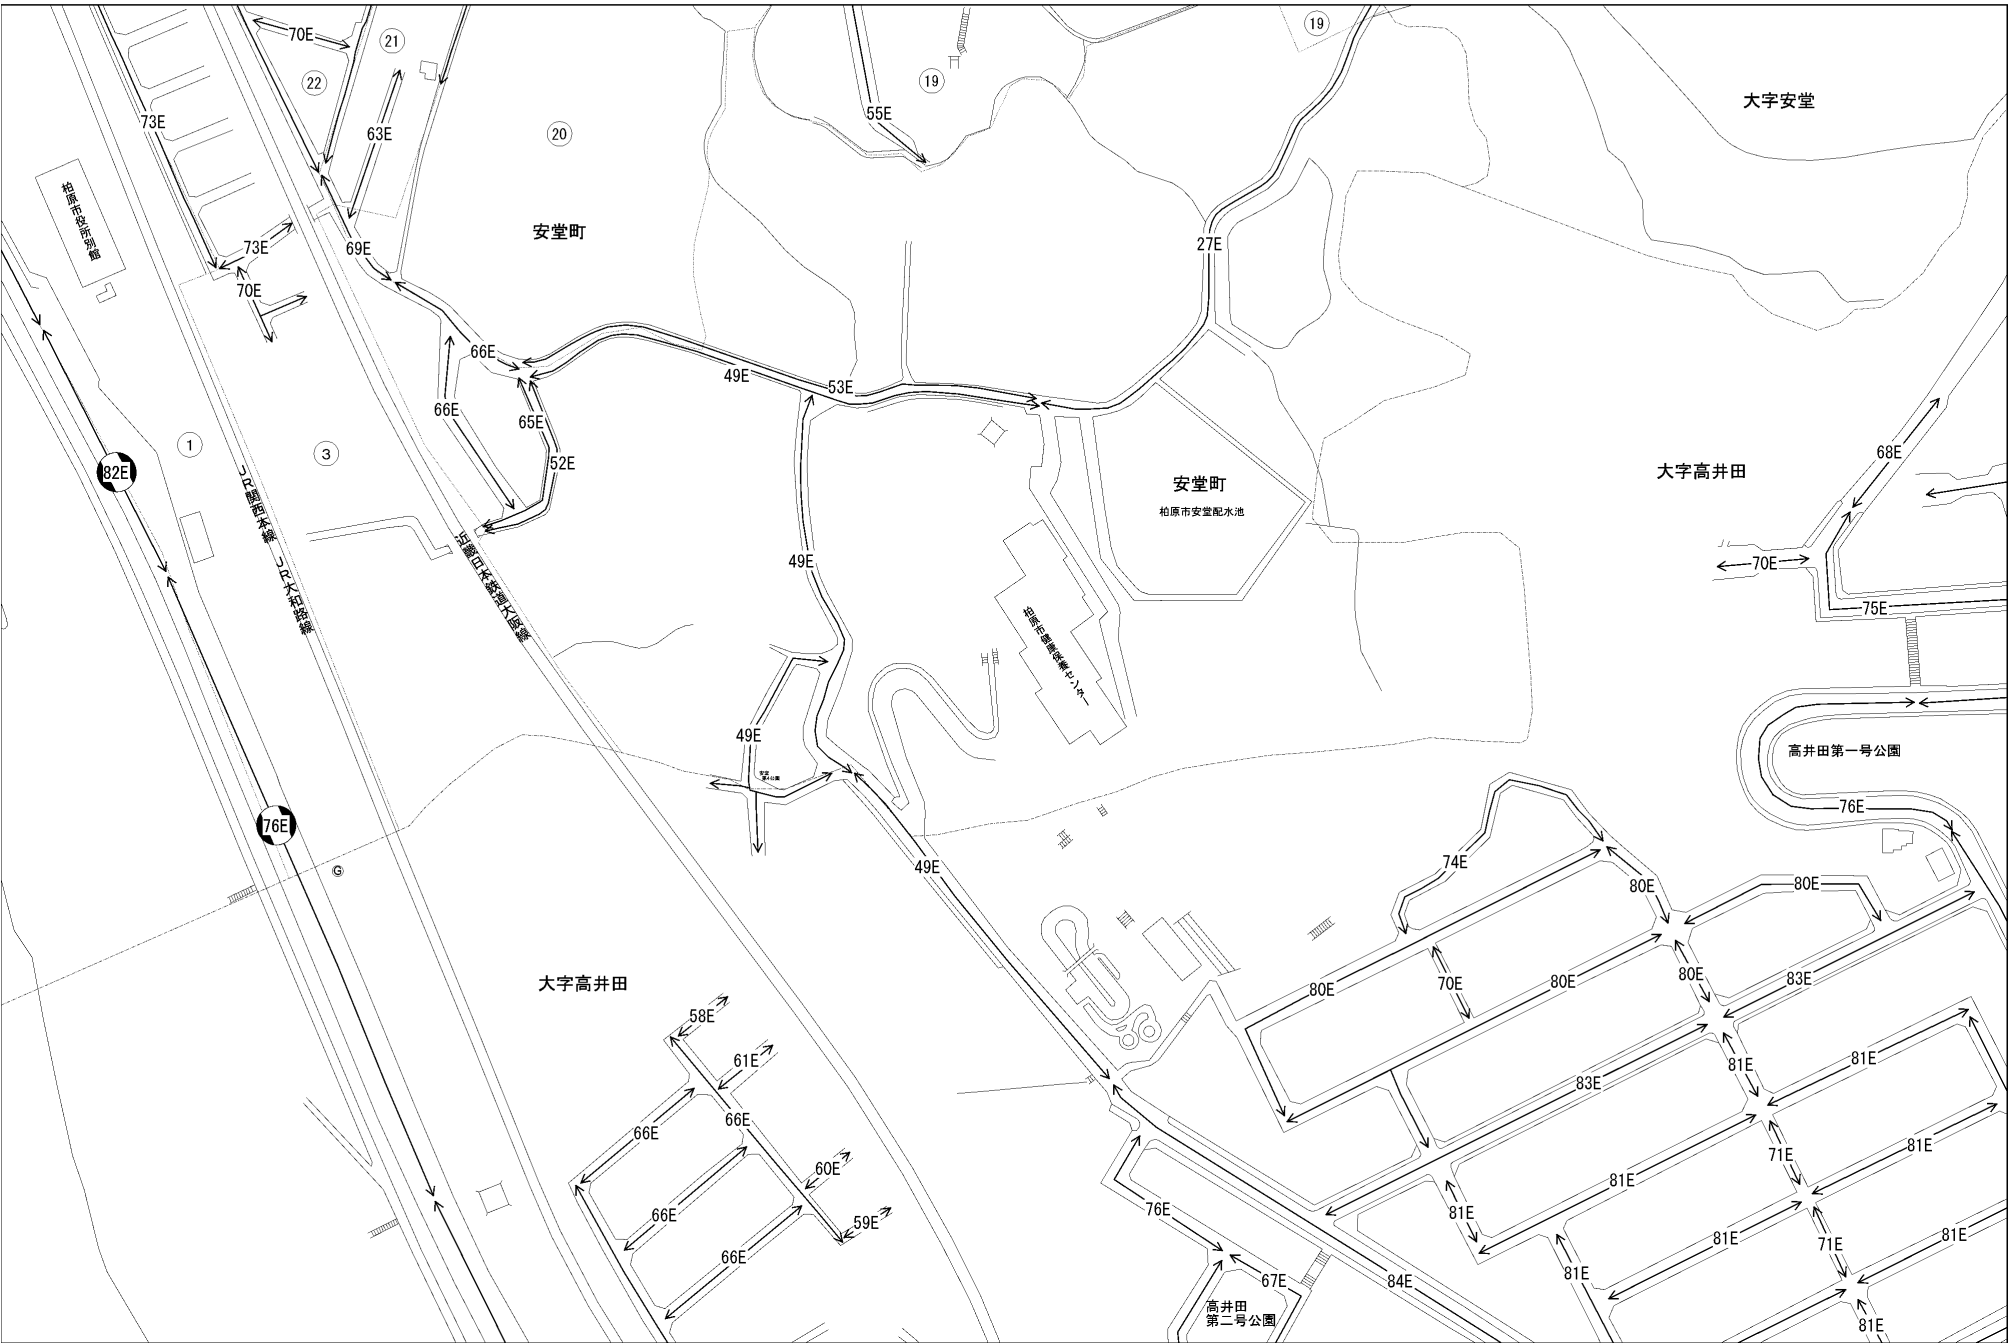 70E
21
19
19
22
73E
63E
20
55E
大字安堂
柏原市役所別館
安堂町
69E
73E
27E
70E
66E
49E
53E
66E
65E
52E
1
3
82E
JR関西本線 JR大和路線
近畿日本鉄道大阪線
安堂町
柏原市安堂配水池
大字高井田
68E
70E
75E
49E
柏原市健康保養センター
49E
高井田第一号公園
76E
76E
G
49E
74E
80E
80E
大字高井田
80E
70E
80E
80E
83E
58E
61E
66E
66E
60E
66E
59E
66E
83E
81E
81E
71E
81E
81E
81E
76E
81E
71E
81E
81E
67E
84E
高井田
第二号公園
81E